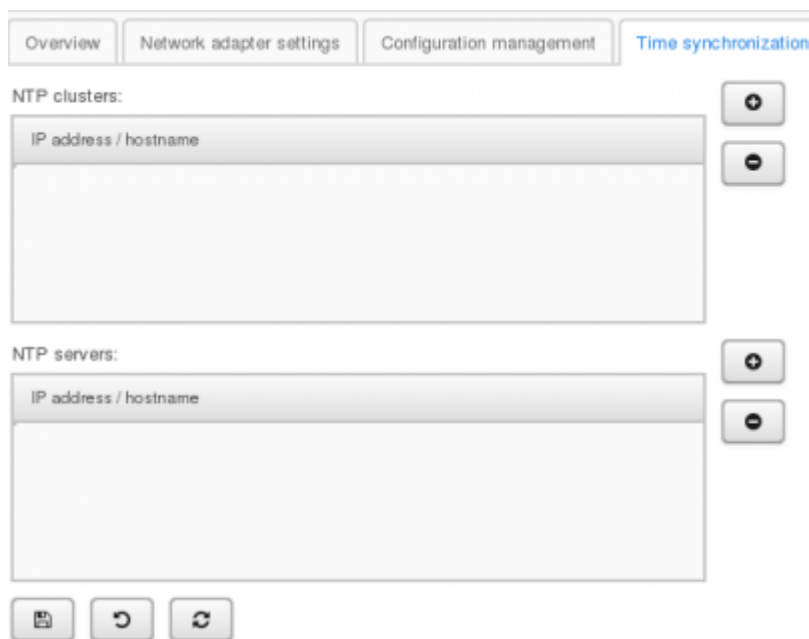 Overview Network adapter settings Configuration management Time synchronization
NTP clusters:
IP address / hostname
NTP servers:
IP address / hostname